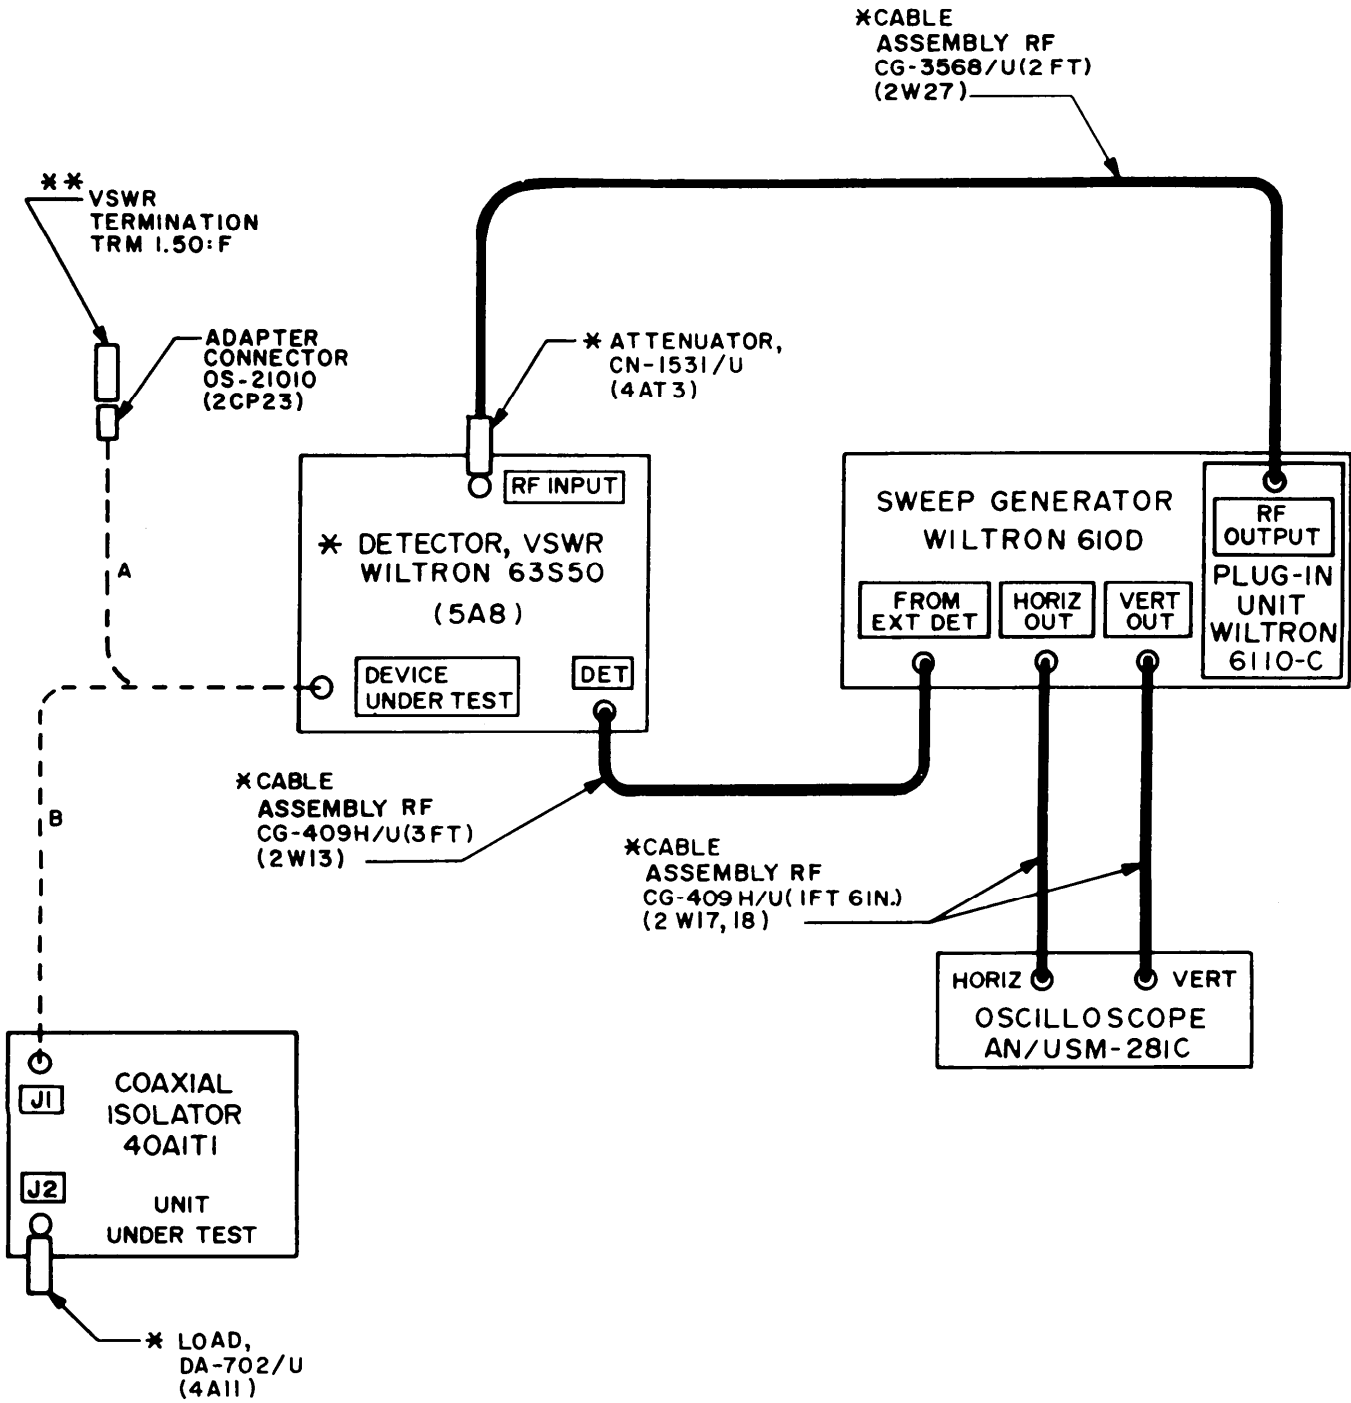 *CABLE
ASSEMBLY RF
CG-3568/U(2 FT)
(2W27)
**
VSWR
TERMINATION
TRM 1.50:F
ADAPTER
CONNECTOR
OS-21010
(2CP23)
* ATTENUATOR,
CN-1531/U
(4AT3)
RF INPUT
* DETECTOR, VSWR
WILTRON 63S50
(5A8)
DEVICE
UNDER TEST
DET
A
B
SWEEP GENERATOR
WILTRON 610D
FROM
EXT DET
HORIZ
OUT
VERT
OUT
RF
OUTPUT
PLUG-IN
UNIT
WILTRON
6110-C
*CABLE
ASSEMBLY RF
CG-409H/U(3FT)
(2W13)
*CABLE
ASSEMBLY RF
CG-409 H/U(1FT 6IN.)
(2 W17,18)
HORIZ
VERT
OSCILLOSCOPE
AN/USM-281C
J1
COAXIAL
ISOLATOR
40A1T1
J2
UNIT
UNDER TEST
* LOAD,
DA-702/U
(4A11)